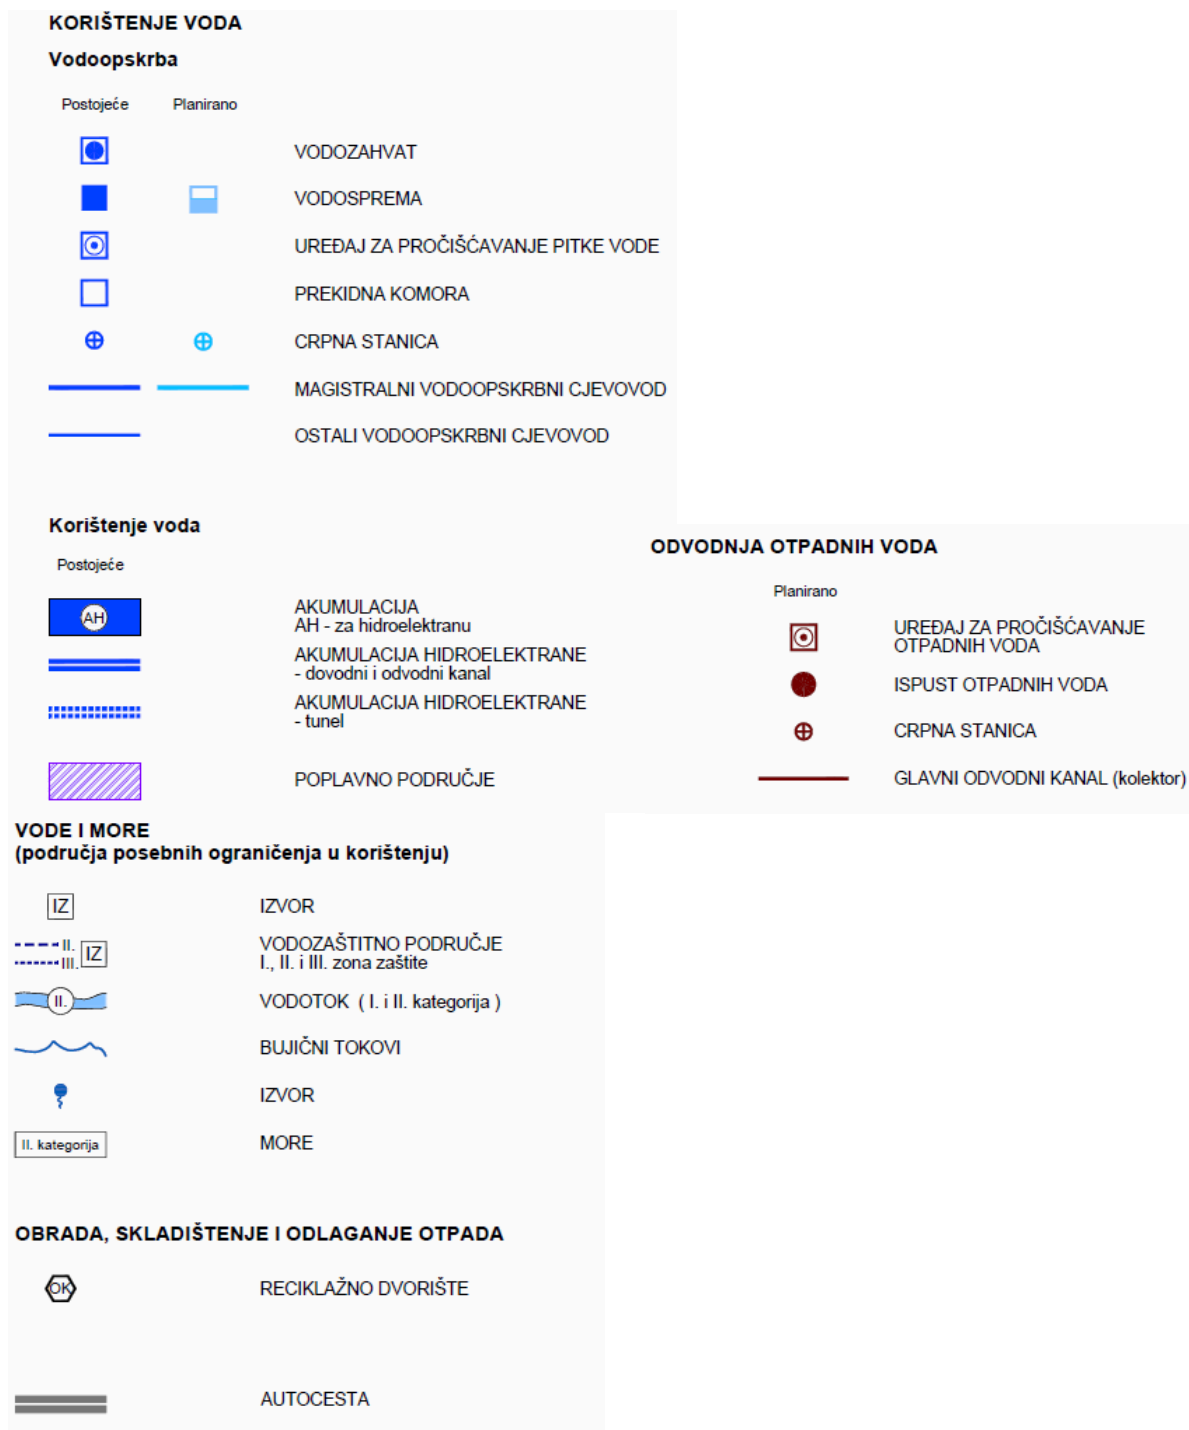 KORIŠTENJE VODA
Vodoopskrba
Postojeće Planirano
VODOZAHVAT
VODOSPREMA
UREĐAJ ZA PROČIŠĆAVANJE PITKE VODE
PREKIDNA KOMORA
CRPNA STANICA
MAGISTRALNI VODOOPSKRBNI CJEVOVOD
OSTALI VODOOPSKRBNI CJEVOVOD
Korištenje voda
Postojeće
AH
AKUMULACIJA
AH - za hidroelektranu
AKUMULACIJA HIDROELEKTRANE
- dovodni i odvodni kanal
AKUMULACIJA HIDROELEKTRANE
- tunel
POPLAVNO PODRUČJE
ODVODNJA OTPADNIH VODA
Planirano
UREĐAJ ZA PROČIŠĆAVANJE
OTPADNIH VODA
ISPUST OTPADNIH VODA
CRPNA STANICA
GLAVNI ODVODNI KANAL (kolektor)
VODE I MORE
(područja posebnih ograničenja u korištenju)
IZ IZVOR
II. III. IZ
VODOZAŠTITNO PODRUČJE
I., II. i III. zona zaštite
II. VODOTOK ( I. i II. kategorija )
BUJIČNI TOKOVI
IZVOR
II. kategorija MORE
OBRADA, SKLADIŠTENJE I ODLAGANJE OTPADA
OK RECIKLAŽNO DVORIŠTE
AUTOCESTA